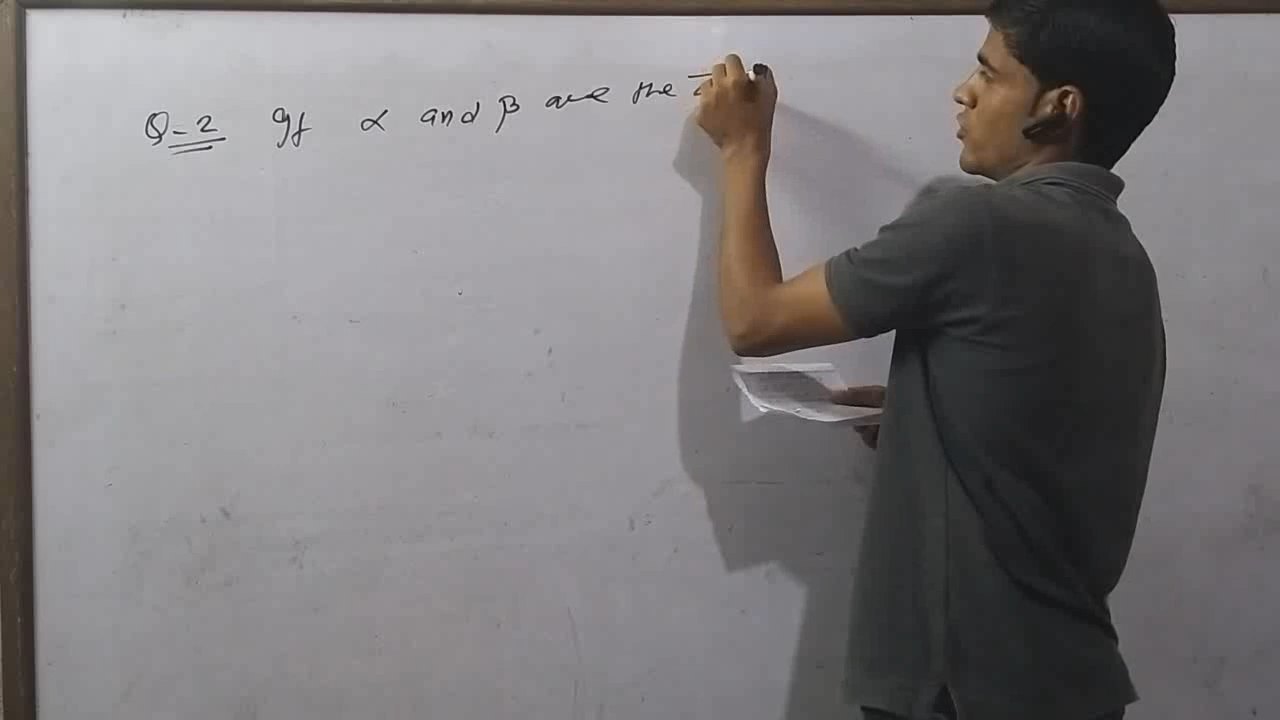 Q-2 If α and β are the